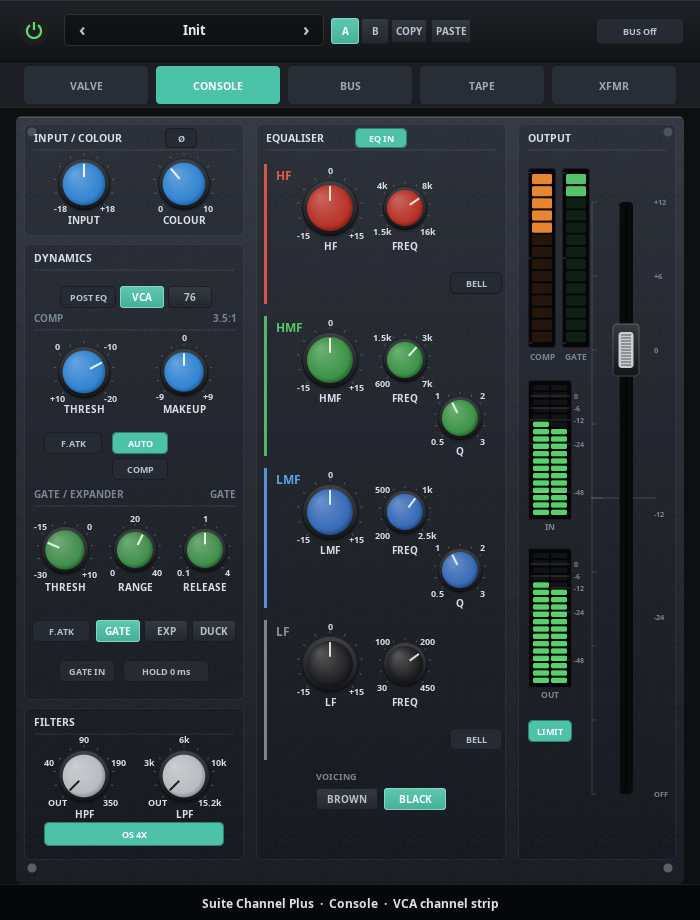 ‹ Init › A B COPY PASTE BUS Off
VALVE CONSOLE BUS TAPE XFMR
INPUT / COLOUR Ø
-18 +18 0 10
INPUT COLOUR
DYNAMICS
POST EQ VCA 76
COMP 3.5:1
0 -10 0
+10 -20 -9 +9
THRESH MAKEUP
F.ATK AUTO
COMP
GATE / EXPANDER GATE
-15 0 20 1
-30 +10 0 40 0.1 4
THRESH RANGE RELEASE
F.ATK GATE EXP DUCK
GATE IN HOLD 0 ms
FILTERS
90 6k
40 190 3k 10k
OUT 350 OUT 15.2k
HPF LPF
OS 4X
EQUALISER EQ IN
HF 0 4k 8k
-15 +15 1.5k 16k
HF FREQ
BELL
HMF 0 1.5k 3k
-15 +15 600 7k
HMF FREQ
1 2
0.5 3
Q
LMF 0 500 1k
-15 +15 200 2.5k
LMF FREQ
1 2
0.5 3
Q
LF 0 100 200
-15 +15 30 450
LF FREQ
BELL
VOICING
BROWN BLACK
OUTPUT
COMP GATE
0
-6
-12
-24
-48
IN
0
-6
-12
-24
-48
OUT
LIMIT
+12
+6
0
-12
-24
OFF
Suite Channel Plus · Console · VCA channel strip